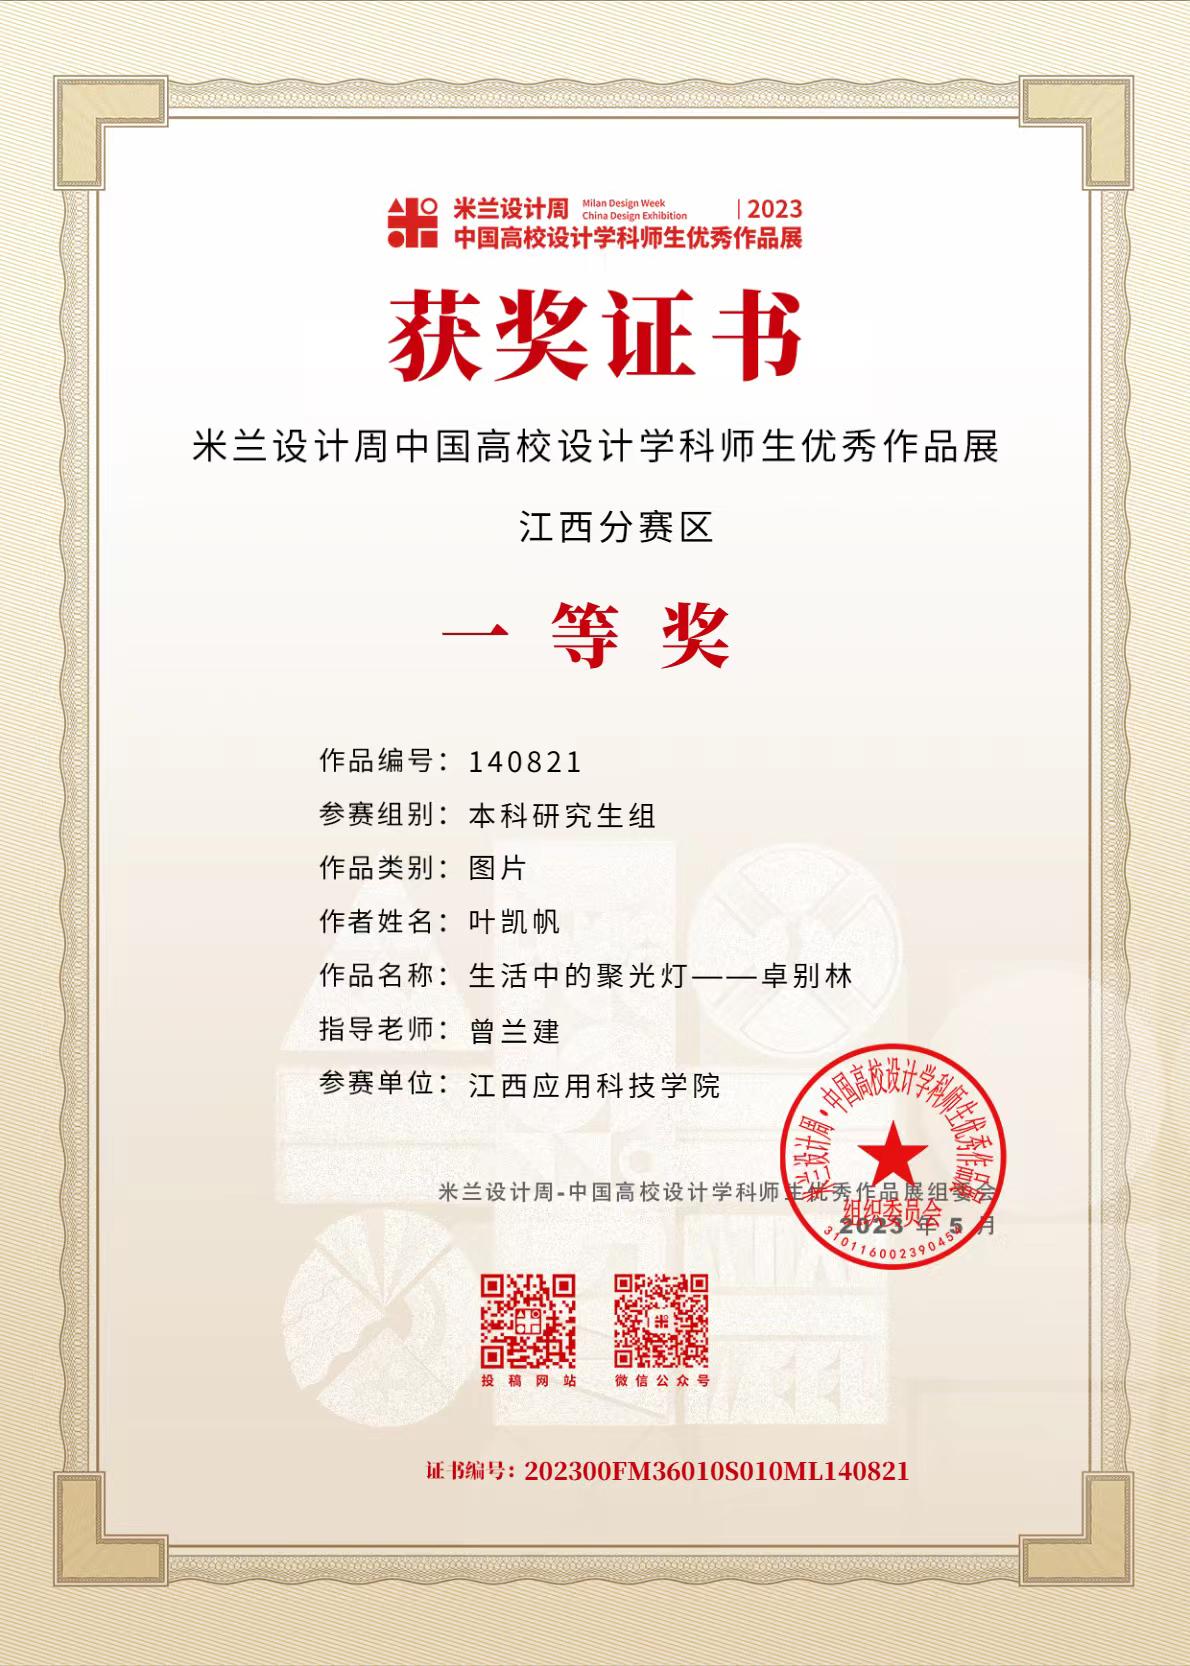 米兰设计周 Milan Design Week China Design Exhibition | 2023
中国高校设计学科师生优秀作品展
获奖证书
米兰设计周中国高校设计学科师生优秀作品展
江西分赛区
一等奖
作品编号：140821
参赛组别：本科研究生组
作品类别：图片
作者姓名：叶凯帆
作品名称：生活中的聚光灯——卓别林
指导老师：曾兰建
参赛单位：江西应用科技学院
米兰设计周-中国高校设计学科师生优秀作品展组委会
2023 年 5 月
米兰设计周·中国高校设计学科师生优秀作品展
组织委员会
310116002390454
投稿网站
微信公众号
证书编号：202300FM36010S010ML140821